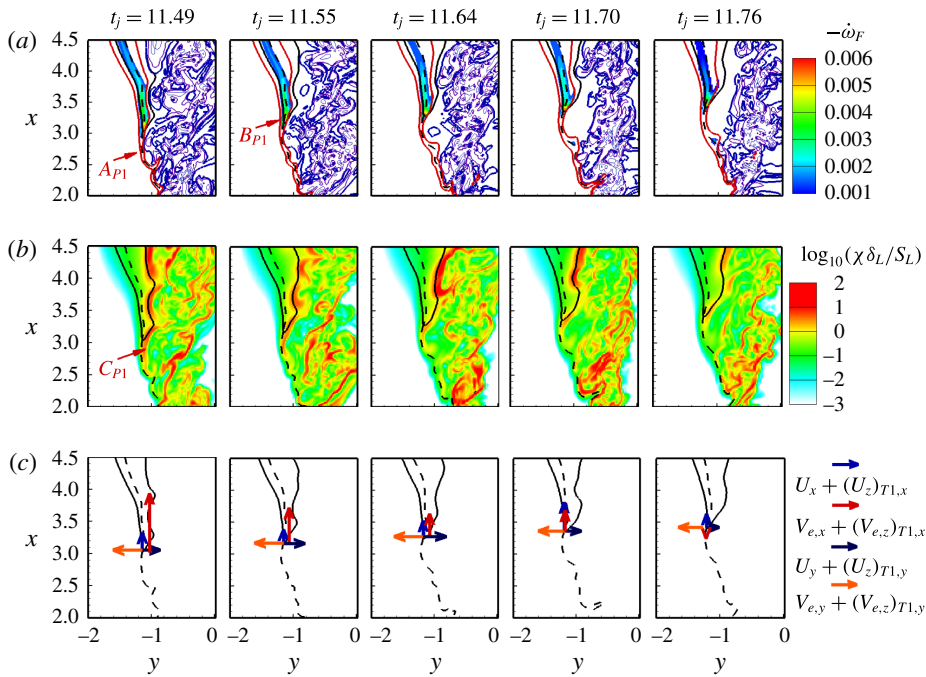 t_j = 11.49 t_j = 11.55 t_j = 11.64 t_j = 11.70 t_j = 11.76
(a) 4.5 −ω̇_F
4.0 0.006
3.5 0.005
x 3.0 B_P1 0.004
2.5 A_P1 0.003
2.0 0.002
0.001
(b) 4.5 log₁₀(χδ_L/S_L)
4.0 2
3.5 1
x 3.0 0
2.5 C_P1 −1
2.0 −2
−3
(c) 4.5
4.0 U_x + (U_z)_T1,x
3.5 V_e,x + (V_e,z)_T1,x
x 3.0 U_y + (U_z)_T1,y
2.5 V_e,y + (V_e,z)_T1,y
2.0
−2 −1 0 −2 −1 0 −2 −1 0 −2 −1 0 −2 −1 0
y y y y y